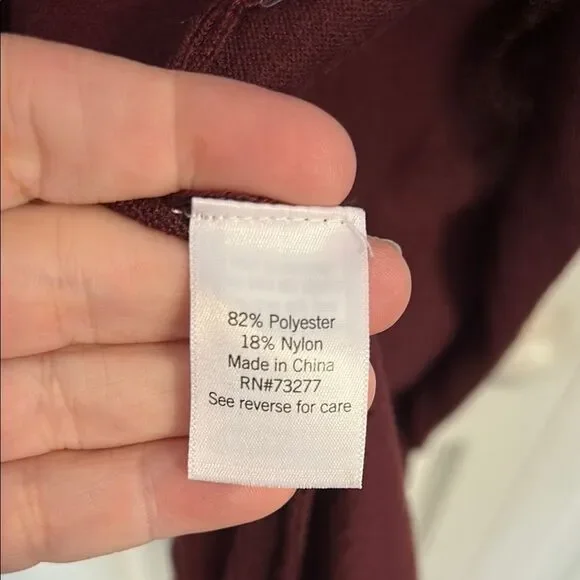 82% Polyester
18% Nylon
Made in China
RN#73277
See reverse for care